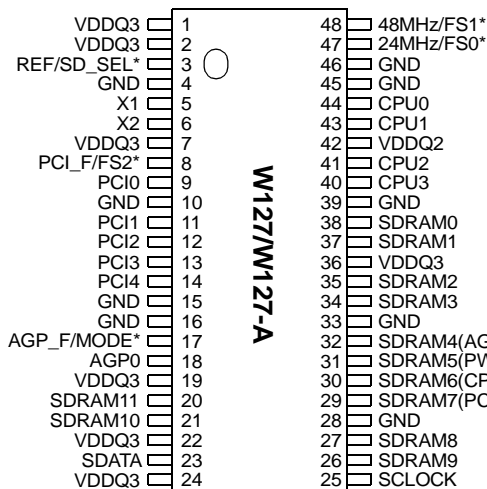 VDDQ3 1
VDDQ3 2
REF/SD_SEL* 3
GND 4
X1 5
X2 6
VDDQ3 7
PCI_F/FS2* 8
PCI0 9
GND 10
PCI1 11
PCI2 12
PCI3 13
PCI4 14
GND 15
GND 16
AGP_F/MODE* 17
AGP0 18
VDDQ3 19
SDRAM11 20
SDRAM10 21
VDDQ3 22
SDATA 23
VDDQ3 24
W127/W127-A
48 48MHz/FS1*
47 24MHz/FS0*
46 GND
45 GND
44 CPU0
43 CPU1
42 VDDQ2
41 CPU2
40 CPU3
39 GND
38 SDRAM0
37 SDRAM1
36 VDDQ3
35 SDRAM2
34 SDRAM3
33 GND
32 SDRAM4(AG
31 SDRAM5(PW
30 SDRAM6(CP
29 SDRAM7(PC
28 GND
27 SDRAM8
26 SDRAM9
25 SCLOCK